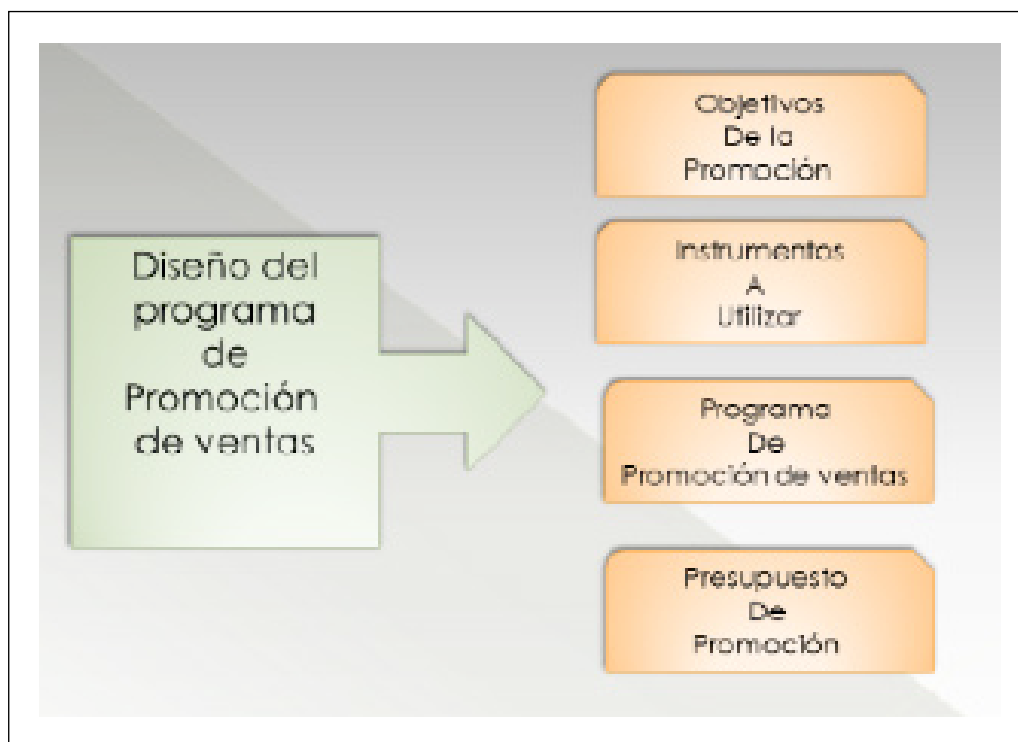 Diseño del
programa
de
Promoción
de ventas
Objetivos
De la
Promoción
Instrumentos
A
Utilizar
Programa
De
Promoción de ventas
Presupuesto
De
Promoción